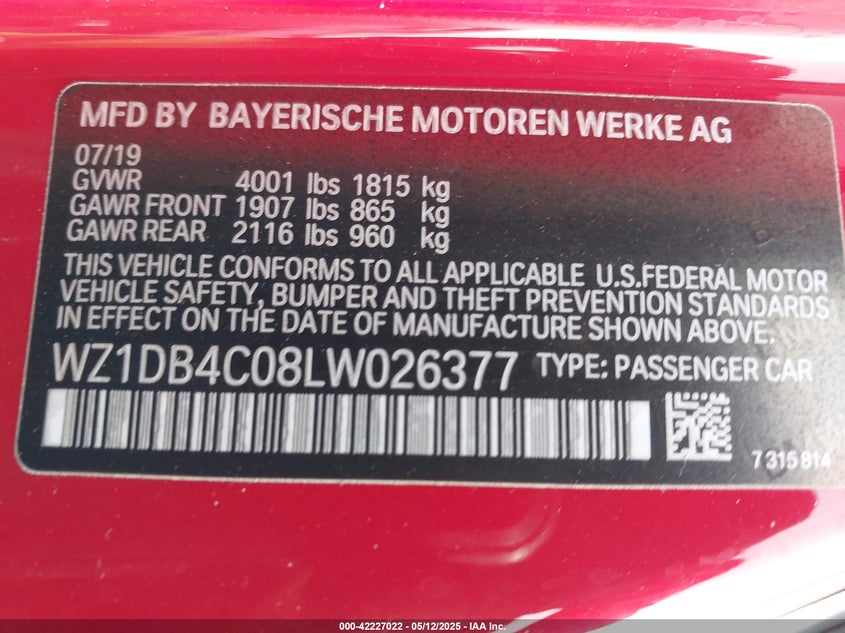 MFD BY BAYERISCHE MOTOREN WERKE AG
07/19
GVWR 4001 lbs 1815 kg
GAWR FRONT 1907 lbs 865 kg
GAWR REAR 2116 lbs 960 kg
THIS VEHICLE CONFORMS TO ALL APPLICABLE U.S.FEDERAL MOTOR
VEHICLE SAFETY, BUMPER AND THEFT PREVENTION STANDARDS
IN EFFECT ON THE DATE OF MANUFACTURE SHOWN ABOVE.
WZ1DB4C08LW026377 TYPE: PASSENGER CAR
7315814
000-42227022 - 05/12/2025 - IAA Inc.